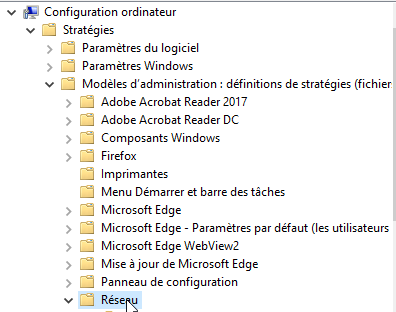 Configuration ordinateur
Stratégies
Paramètres du logiciel
Paramètres Windows
Modèles d'administration : définitions de stratégies (fichier
Adobe Acrobat Reader 2017
Adobe Acrobat Reader DC
Composants Windows
Firefox
Imprimantes
Menu Démarrer et barre des tâches
Microsoft Edge
Microsoft Edge - Paramètres par défaut (les utilisateurs
Microsoft Edge WebView2
Mise à jour de Microsoft Edge
Panneau de configuration
Réseau